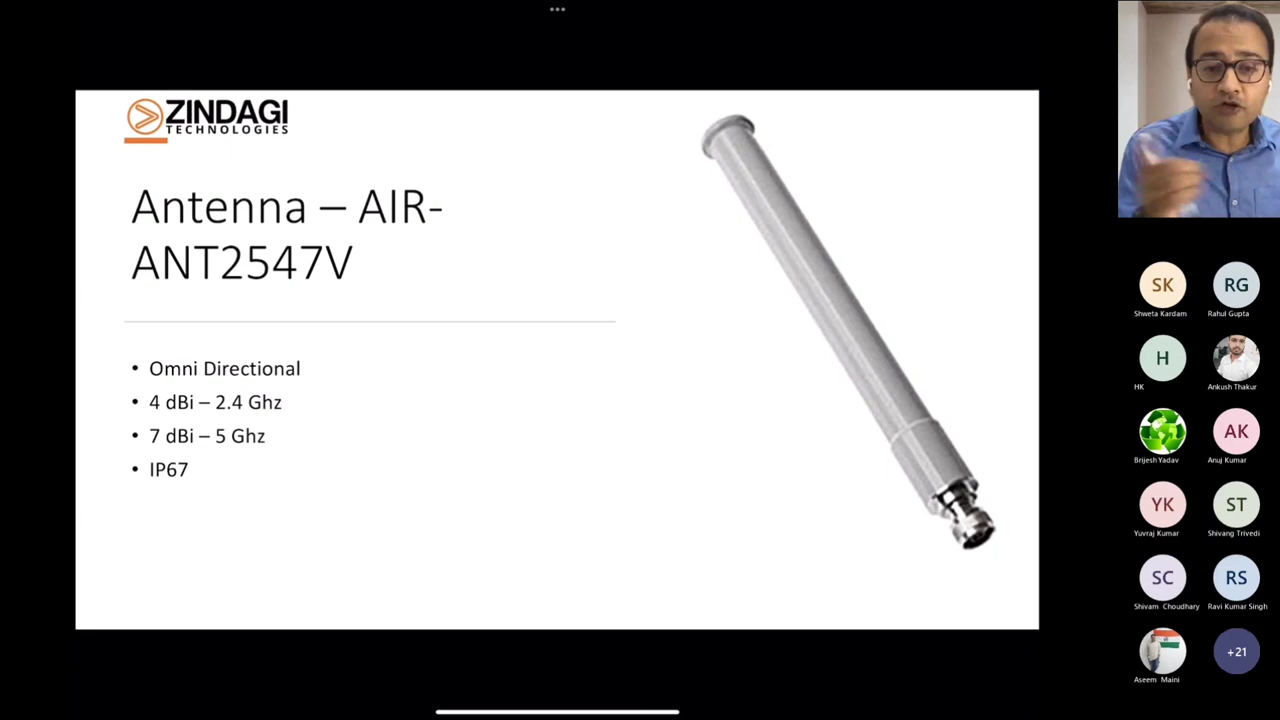 ZINDAGI
TECHNOLOGIES
Antenna – AIR-
ANT2547V
• Omni Directional
• 4 dBi – 2.4 Ghz
• 7 dBi – 5 Ghz
• IP67
SK
RG
Shweta Kardam
Rahul Gupta
H
HK
Ankush Thakur
AK
Brijesh Yadav
Anuj Kumar
YK
ST
Yuvraj Kumar
Shivang Trivedi
SC
RS
Shivam Choudhary
Ravi Kumar Singh
+21
Aseem Maini